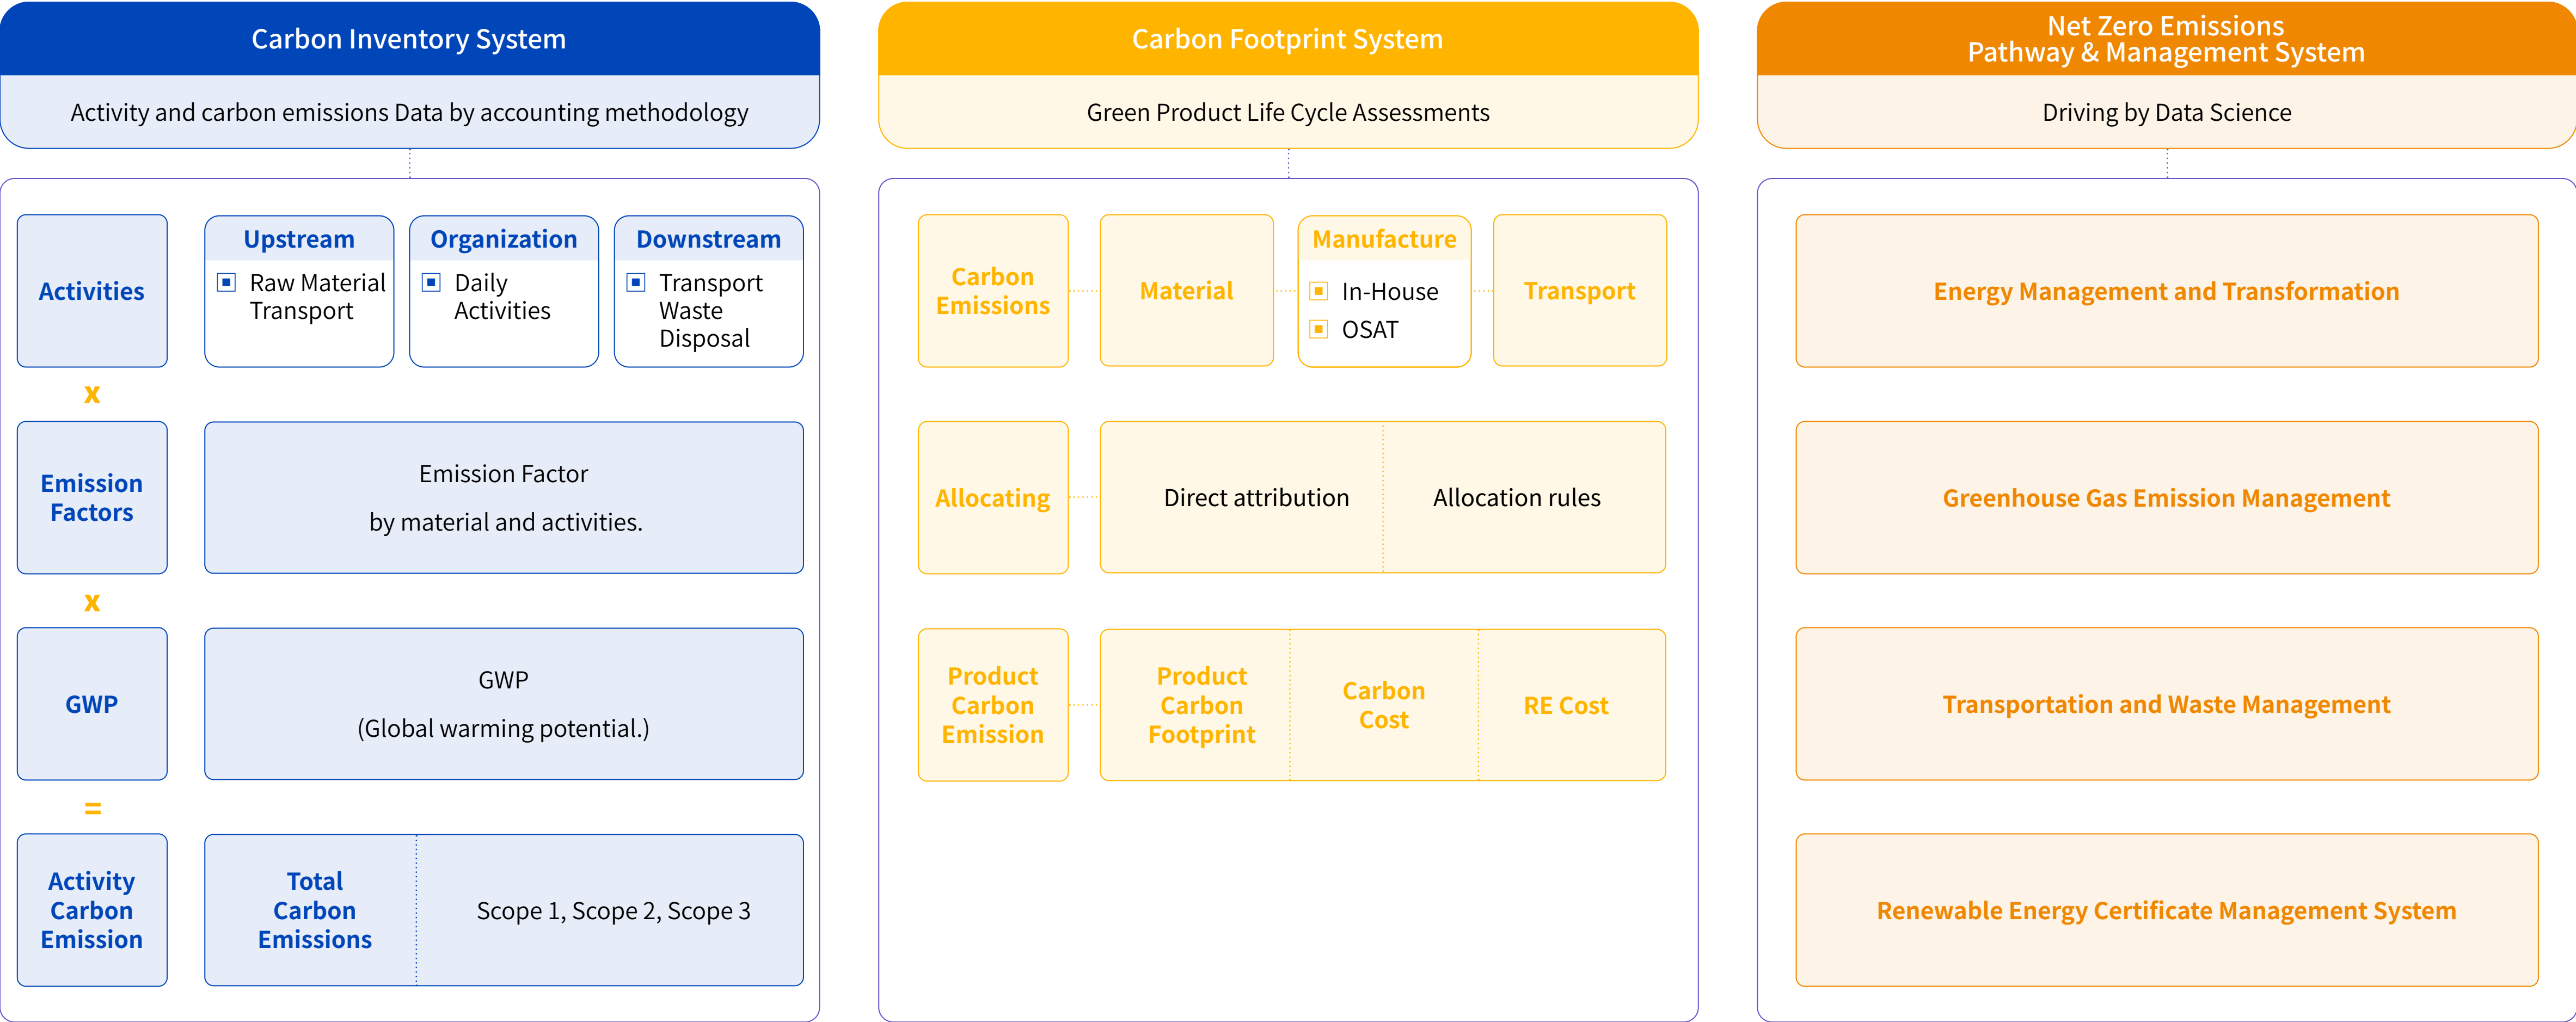 Carbon Inventory System
Activity and carbon emissions Data by accounting methodology
Activities
Upstream
Raw Material
Transport
Organization
Daily
Activities
Downstream
Transport
Waste
Disposal
x
Emission
Factors
Emission Factor
by material and activities.
x
GWP
GWP
(Global warming potential.)
=
Activity
Carbon
Emission
Total
Carbon
Emissions
Scope 1, Scope 2, Scope 3
Carbon Footprint System
Green Product Life Cycle Assessments
Carbon
Emissions
Material
Manufacture
In-House
OSAT
Transport
Allocating
Direct attribution
Allocation rules
Product
Carbon
Emission
Product
Carbon
Footprint
Carbon
Cost
RE Cost
Net Zero Emissions
Pathway & Management System
Driving by Data Science
Energy Management and Transformation
Greenhouse Gas Emission Management
Transportation and Waste Management
Renewable Energy Certificate Management System